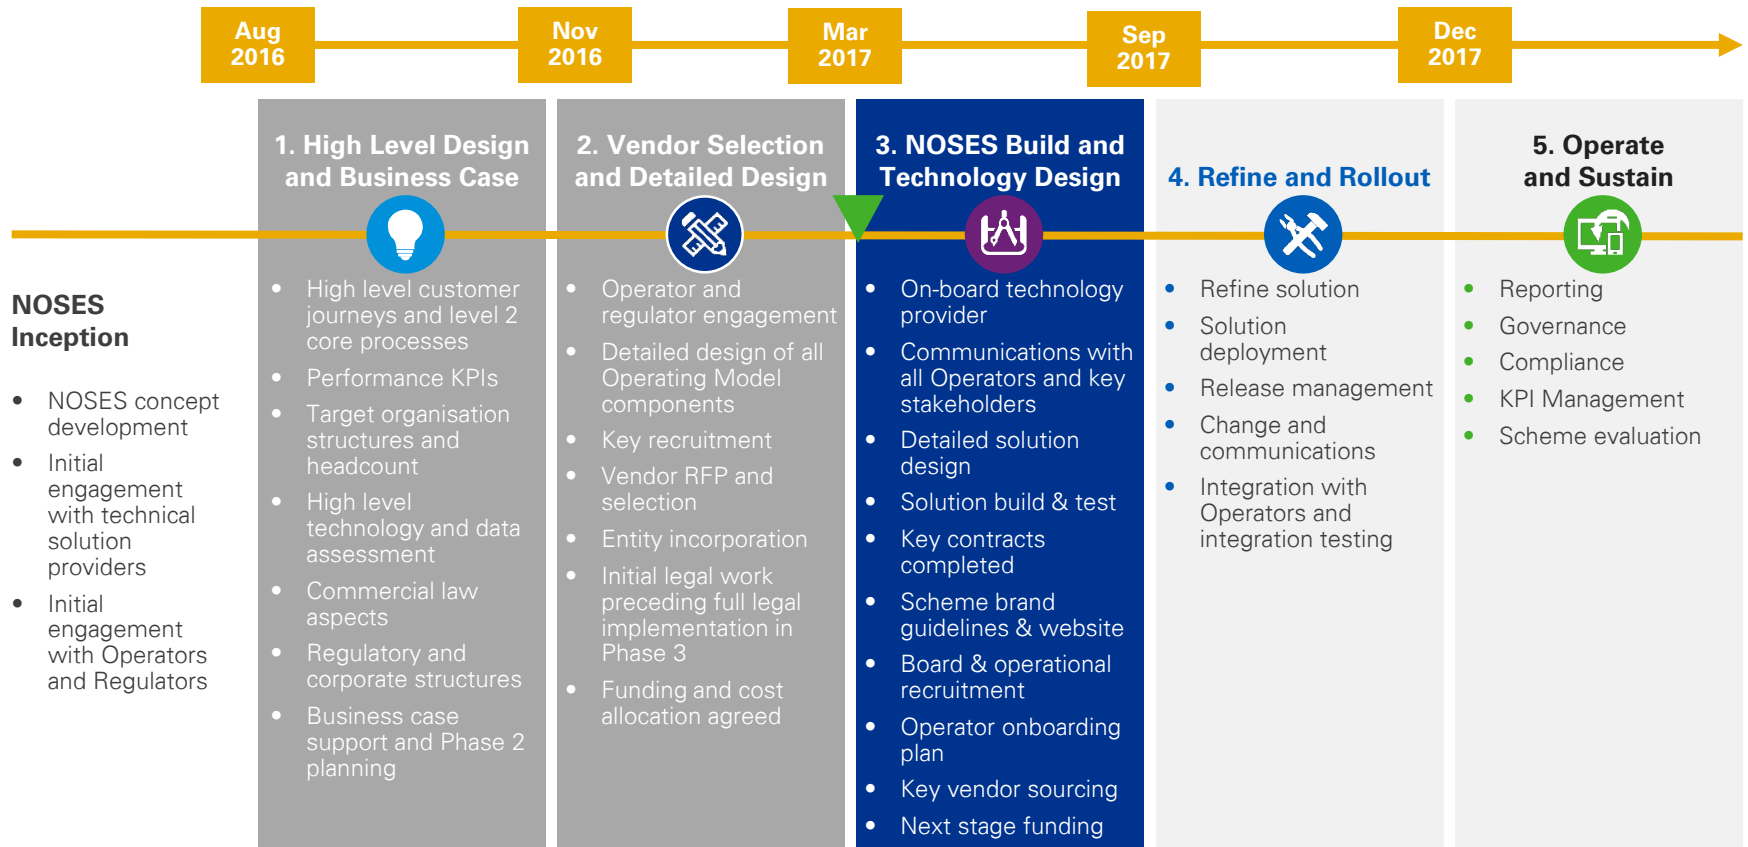 Aug
2016
Nov
2016
Mar
2017
Sep
2017
Dec
2017
NOSES
Inception
• NOSES concept
development
• Initial
engagement
with technical
solution
providers
• Initial
engagement
with Operators
and Regulators
1. High Level Design
and Business Case
• High level customer
journeys and level 2
core processes
• Performance KPIs
• Target organisation
structures and
headcount
• High level
technology and data
assessment
• Commercial law
aspects
• Regulatory and
corporate structures
• Business case
support and Phase 2
planning
2. Vendor Selection
and Detailed Design
• Operator and
regulator engagement
• Detailed design of all
Operating Model
components
• Key recruitment
• Vendor RFP and
selection
• Entity incorporation
• Initial legal work
preceding full legal
implementation in
Phase 3
• Funding and cost
allocation agreed
3. NOSES Build and
Technology Design
• On-board technology
provider
• Communications with
all Operators and key
stakeholders
• Detailed solution
design
• Solution build & test
• Key contracts
completed
• Scheme brand
guidelines & website
• Board & operational
recruitment
• Operator onboarding
plan
• Key vendor sourcing
• Next stage funding
4. Refine and Rollout
• Refine solution
• Solution
deployment
• Release management
• Change and
communications
• Integration with
Operators and
integration testing
5. Operate
and Sustain
• Reporting
• Governance
• Compliance
• KPI Management
• Scheme evaluation